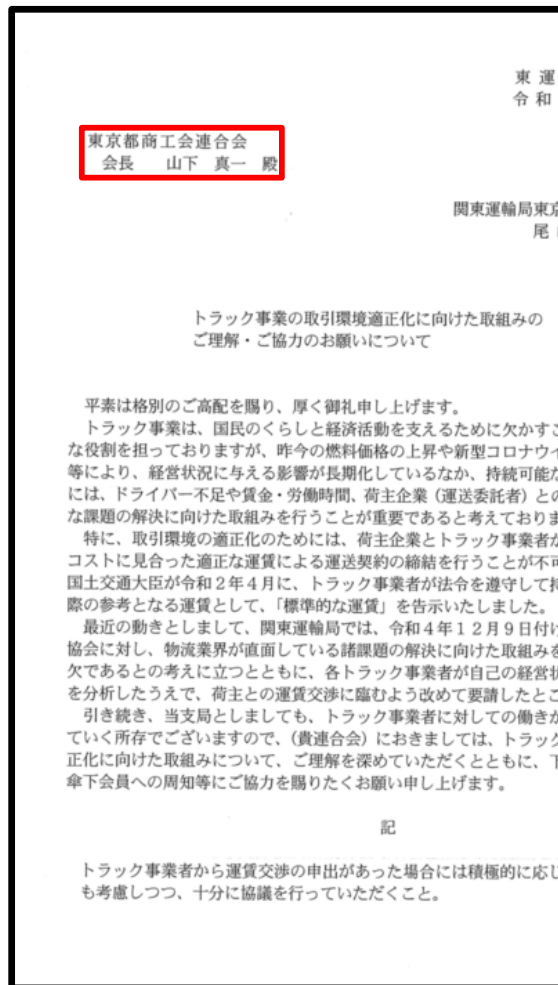 東運
令和
東京都商工会連合会
会長 山下 真一 殿
関東運輸局東京
尾
トラック事業の取引環境適正化に向けた取組みの
ご理解・ご協力のお願いについて
平素は格別のご高配を賜り、厚く御礼申し上げます。
トラック事業は、国民のくらしと経済活動を支えるために欠かすこ
な役割を担っておりますが、昨今の燃料価格の上昇や新型コロナウイ
等により、経営状況に与える影響が長期化しているなか、持続可能な
には、ドライバー不足や賃金・労働時間、荷主企業（運送委託者）との
な課題の解決に向けた取組みを行うことが重要であると考えておりま
特に、取引環境の適正化のためには、荷主企業とトラック事業者が
コストに見合った適正な運賃による運送契約の締結を行うことが不可
国土交通大臣が令和２年４月に、トラック事業者が法令を遵守して持
際の参考となる運賃として、「標準的な運賃」を告示いたしました。
最近の動きとしまして、関東運輸局では、令和４年１２月９日付け
協会に対し、物流業界が直面している諸課題の解決に向けた取組みを
欠であるとの考えに立つとともに、各トラック事業者が自己の経営状
を分析したうえで、荷主との運賃交渉に臨むよう改めて要請したとこ
引き続き、当支局としましても、トラック事業者に対しての働きか
ていく所存でございますので、（貴連合会）におきましては、トラック
正化に向けた取組みについて、ご理解を深めていただくとともに、下
傘下会員への周知等にご協力を賜りたくお願い申し上げます。
記
トラック事業者から運賃交渉の申出があった場合には積極的に応じ
も考慮しつつ、十分に協議を行っていただくこと。